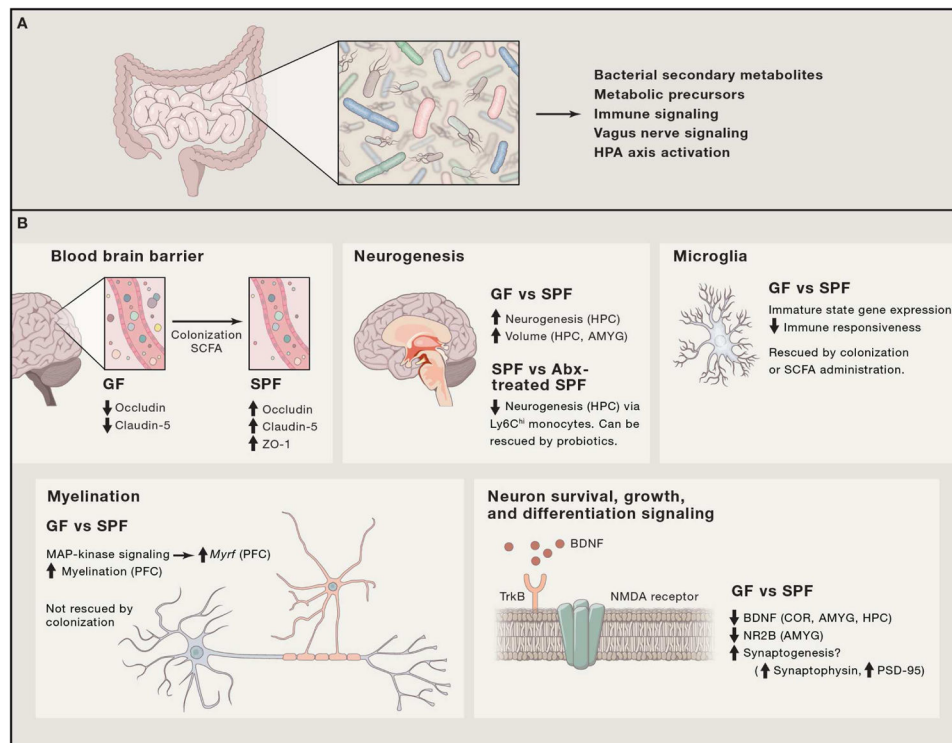 A
Bacterial secondary metabolites
Metabolic precursors
Immune signaling
Vagus nerve signaling
HPA axis activation
B
Blood brain barrier
Colonization
SCFA
GF
↓ Occludin
↓ Claudin-5
SPF
↑ Occludin
↑ Claudin-5
↑ ZO-1
Neurogenesis
GF vs SPF
↑ Neurogenesis (HPC)
↑ Volume (HPC, AMYG)
SPF vs Abx-
treated SPF
↓ Neurogenesis (HPC) via
Ly6Cʰⁱ monocytes. Can be
rescued by probiotics.
Microglia
GF vs SPF
Immature state gene expression
↓ Immune responsiveness
Rescued by colonization
or SCFA administration.
Myelination
GF vs SPF
MAP-kinase signaling → ↑ Myrf (PFC)
↑ Myelination (PFC)
Not rescued by
colonization
Neuron survival, growth,
and differentiation signaling
BDNF
TrkB
NMDA receptor
GF vs SPF
↓ BDNF (COR, AMYG, HPC)
↓ NR2B (AMYG)
↑ Synaptogenesis?
(↑ Synaptophysin, ↑ PSD-95)